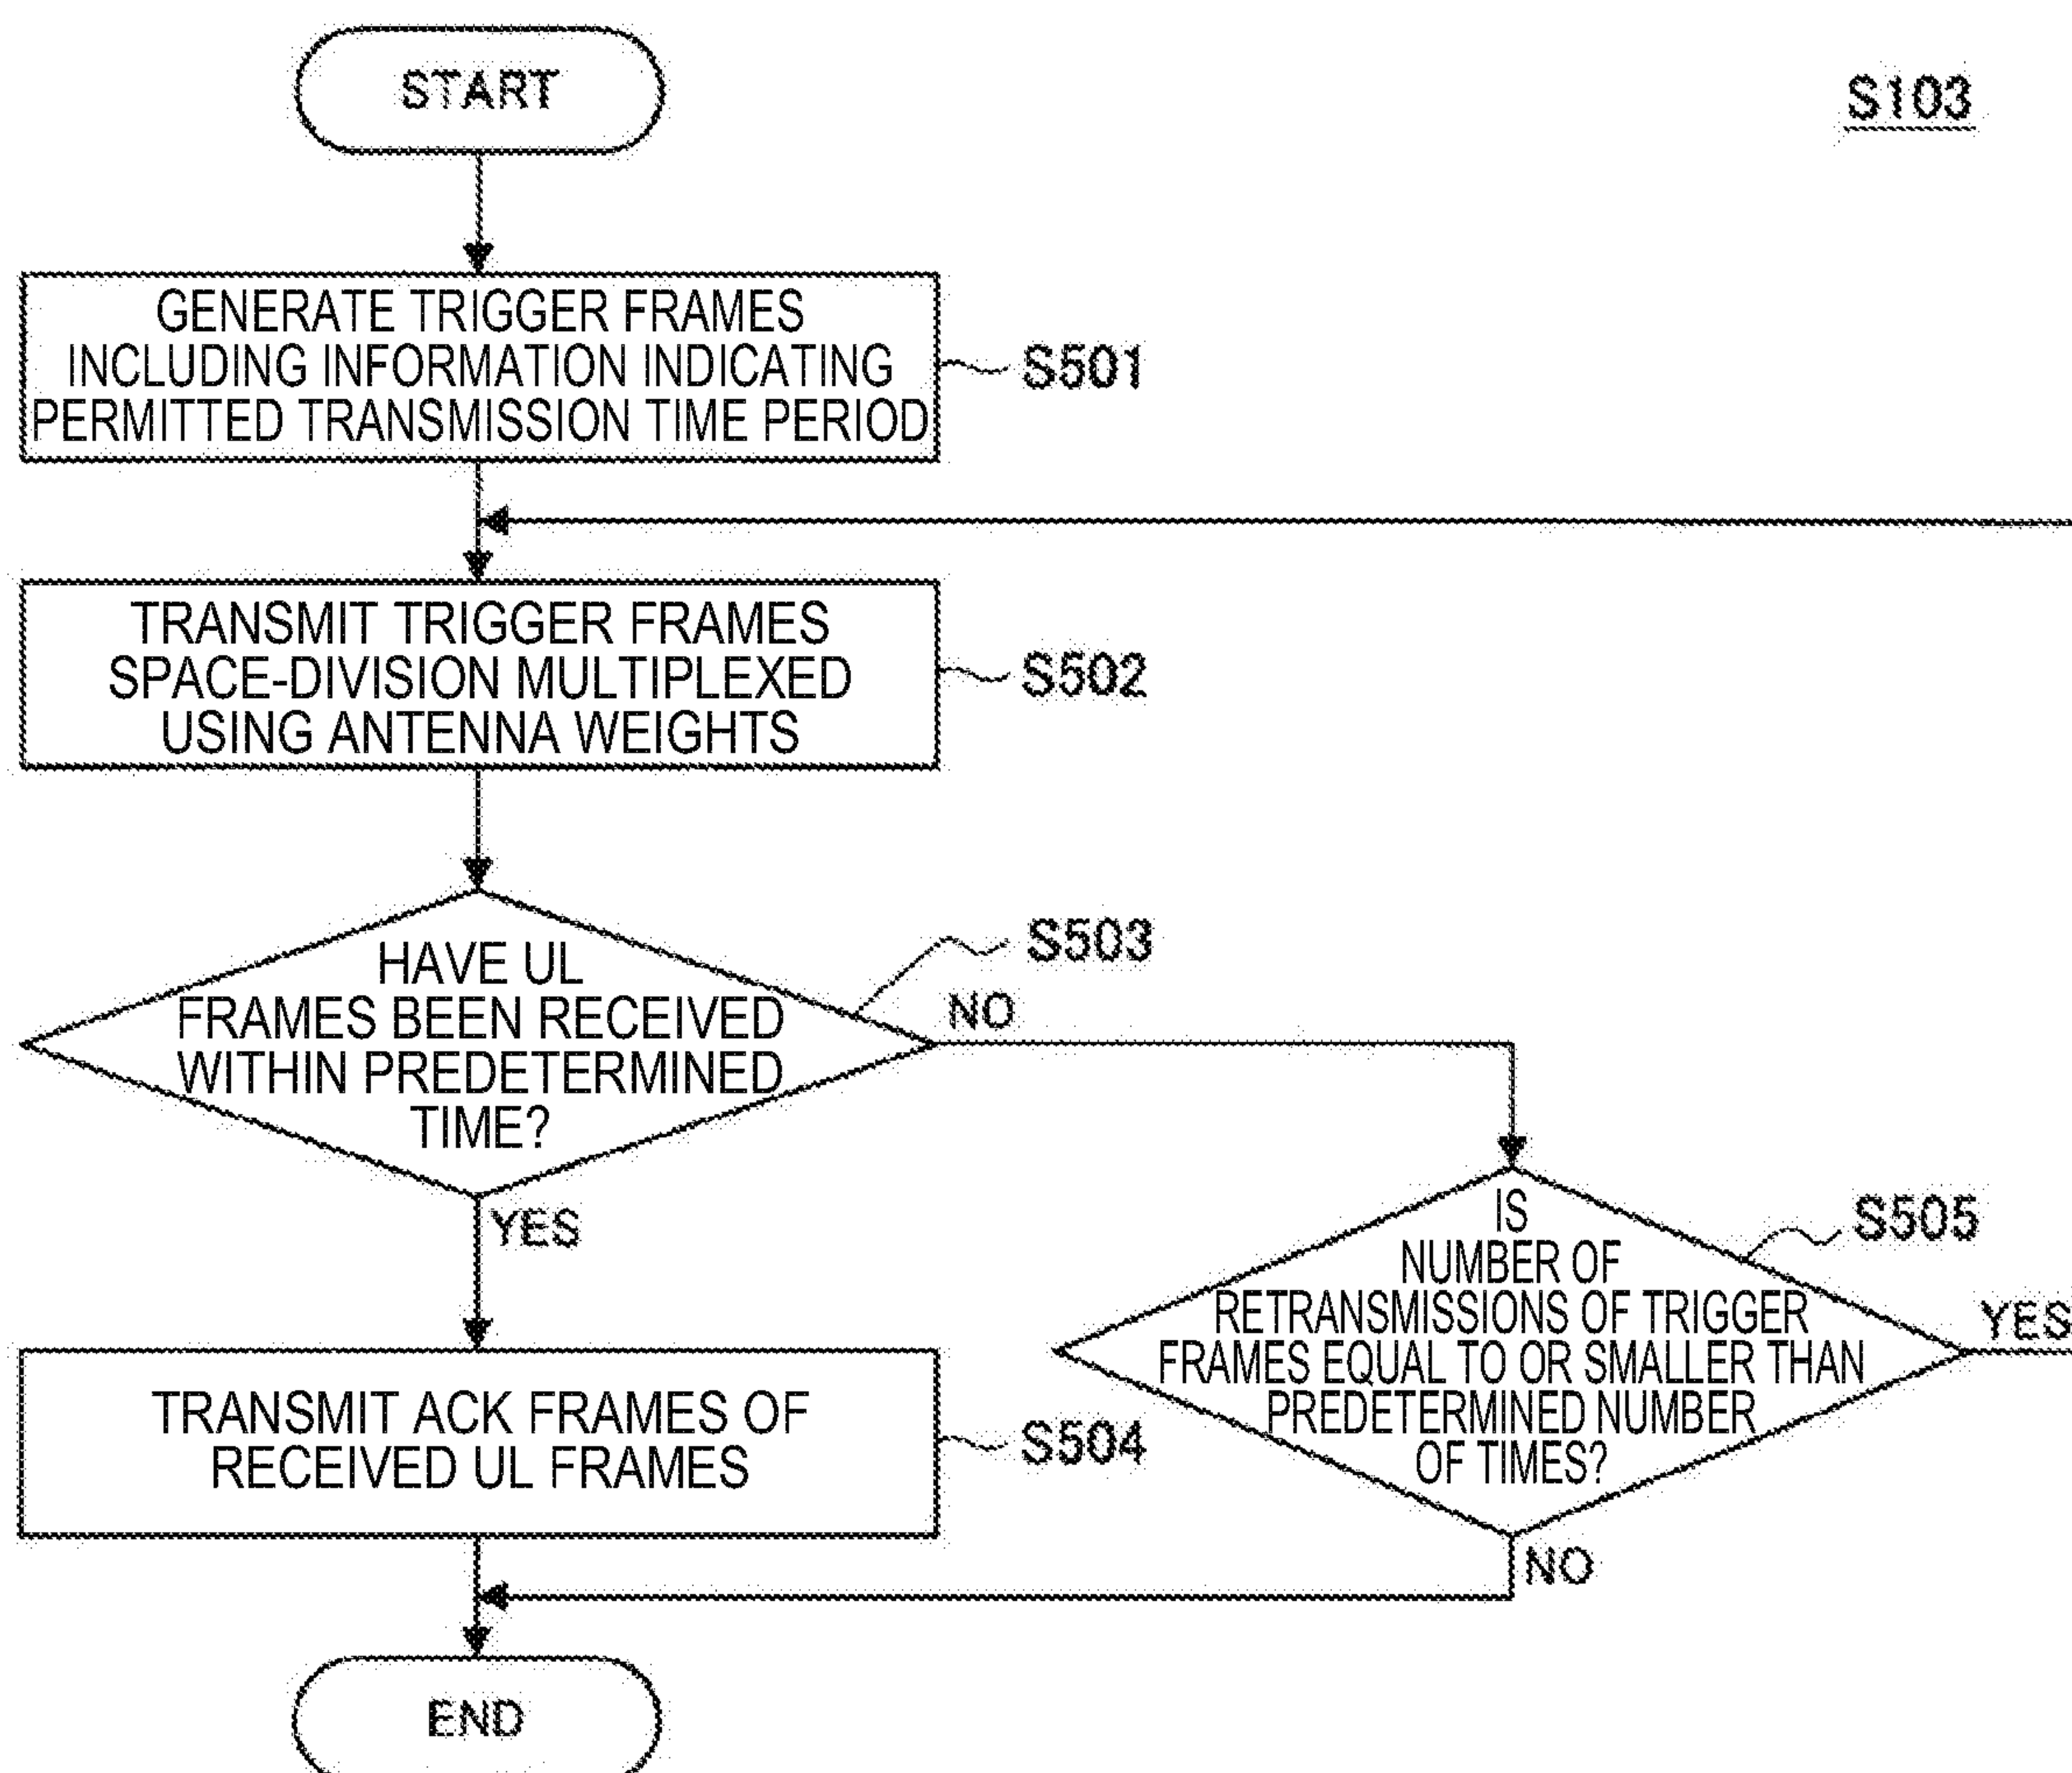 START
S103
GENERATE TRIGGER FRAMES
INCLUDING INFORMATION INDICATING
PERMITTED TRANSMISSION TIME PERIOD
S501
TRANSMIT TRIGGER FRAMES
SPACE-DIVISION MULTIPLEXED
USING ANTENNA WEIGHTS
S502
HAVE UL
FRAMES BEEN RECEIVED
WITHIN PREDETERMINED
TIME?
S503
NO
YES
IS
NUMBER OF
RETRANSMISSIONS OF TRIGGER
FRAMES EQUAL TO OR SMALLER THAN
PREDETERMINED NUMBER
OF TIMES?
S505
YES
TRANSMIT ACK FRAMES OF
RECEIVED UL FRAMES
S504
NO
END